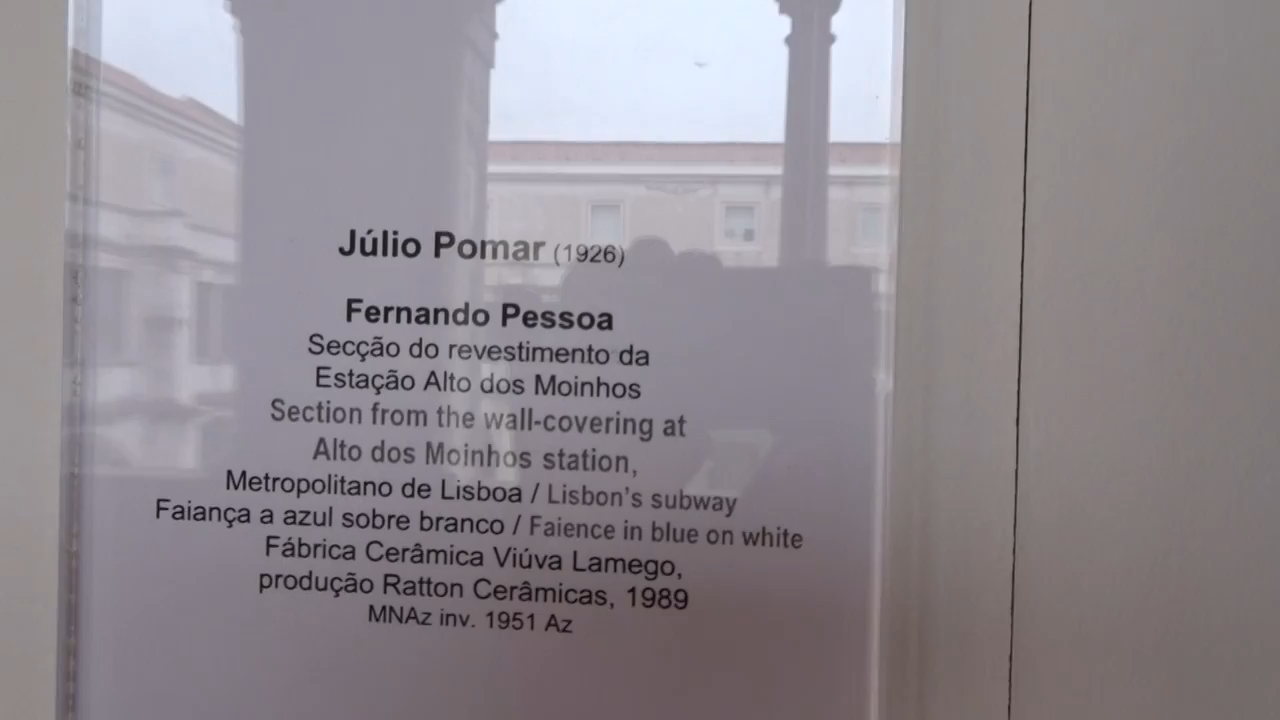 Júlio Pomar (1926)
Fernando Pessoa
Secção do revestimento da
Estação Alto dos Moinhos
Section from the wall-covering at
Alto dos Moinhos station,
Metropolitano de Lisboa / Lisbon's subway
Faiança a azul sobre branco / Faience in blue on white
Fábrica Cerâmica Viúva Lamego,
produção Ratton Cerâmicas, 1989
MNAz inv. 1951 Az